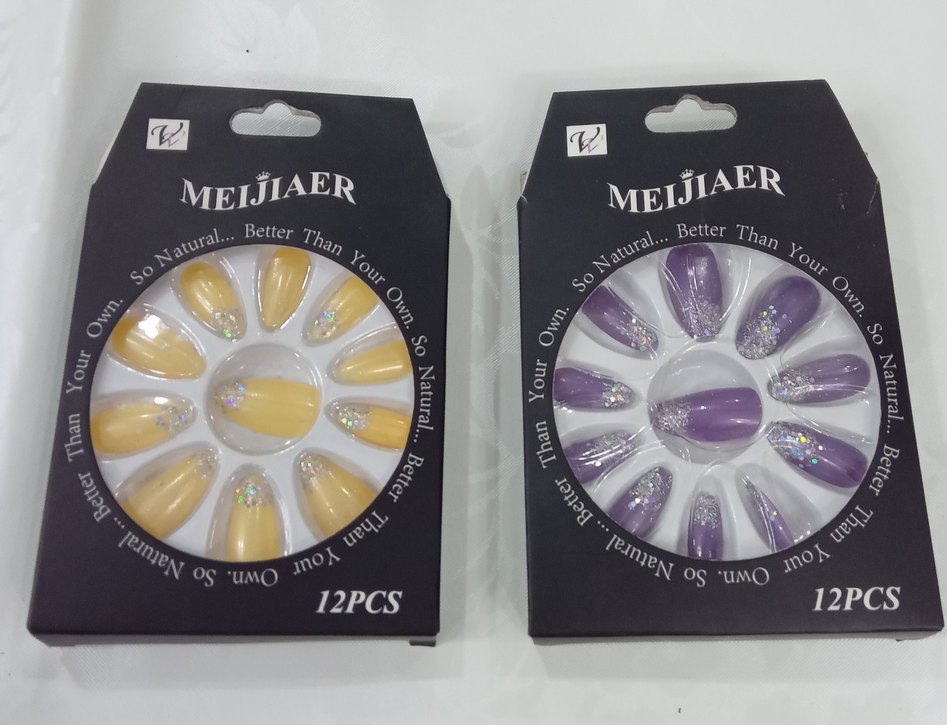 MEIJIAER
So Natural... Better Than Your Own. So Natural... Better Than Your Own. So Natural... Better Than Your Own.
12PCS
MEIJIAER
So Natural... Better Than Your Own. So Natural... Better Than Your Own. So Natural... Better Than Your Own.
12PCS